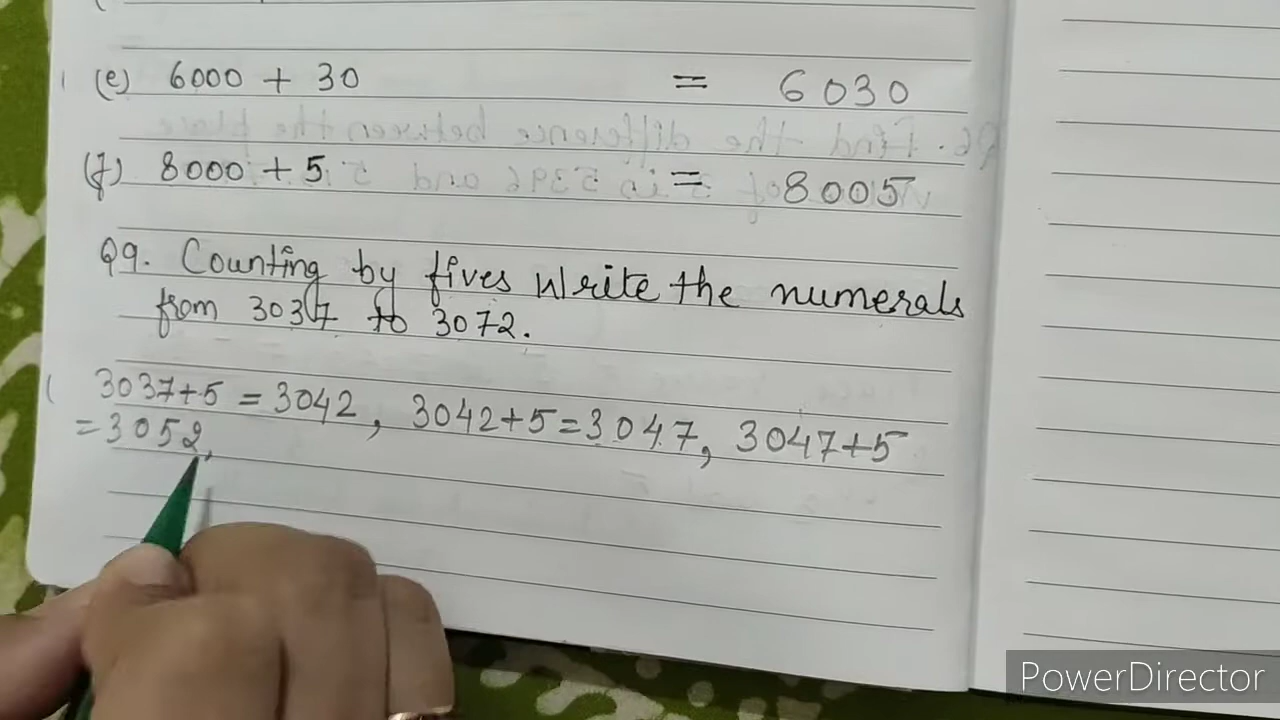 (e) 6000 + 30 = 6030
(f) 8000 + 5 = 8005
Q9. Counting by fives write the numerals
from 3037 to 3072.
3037+5 = 3042, 3042+5=3047, 3047+5
=3052,
PowerDirector